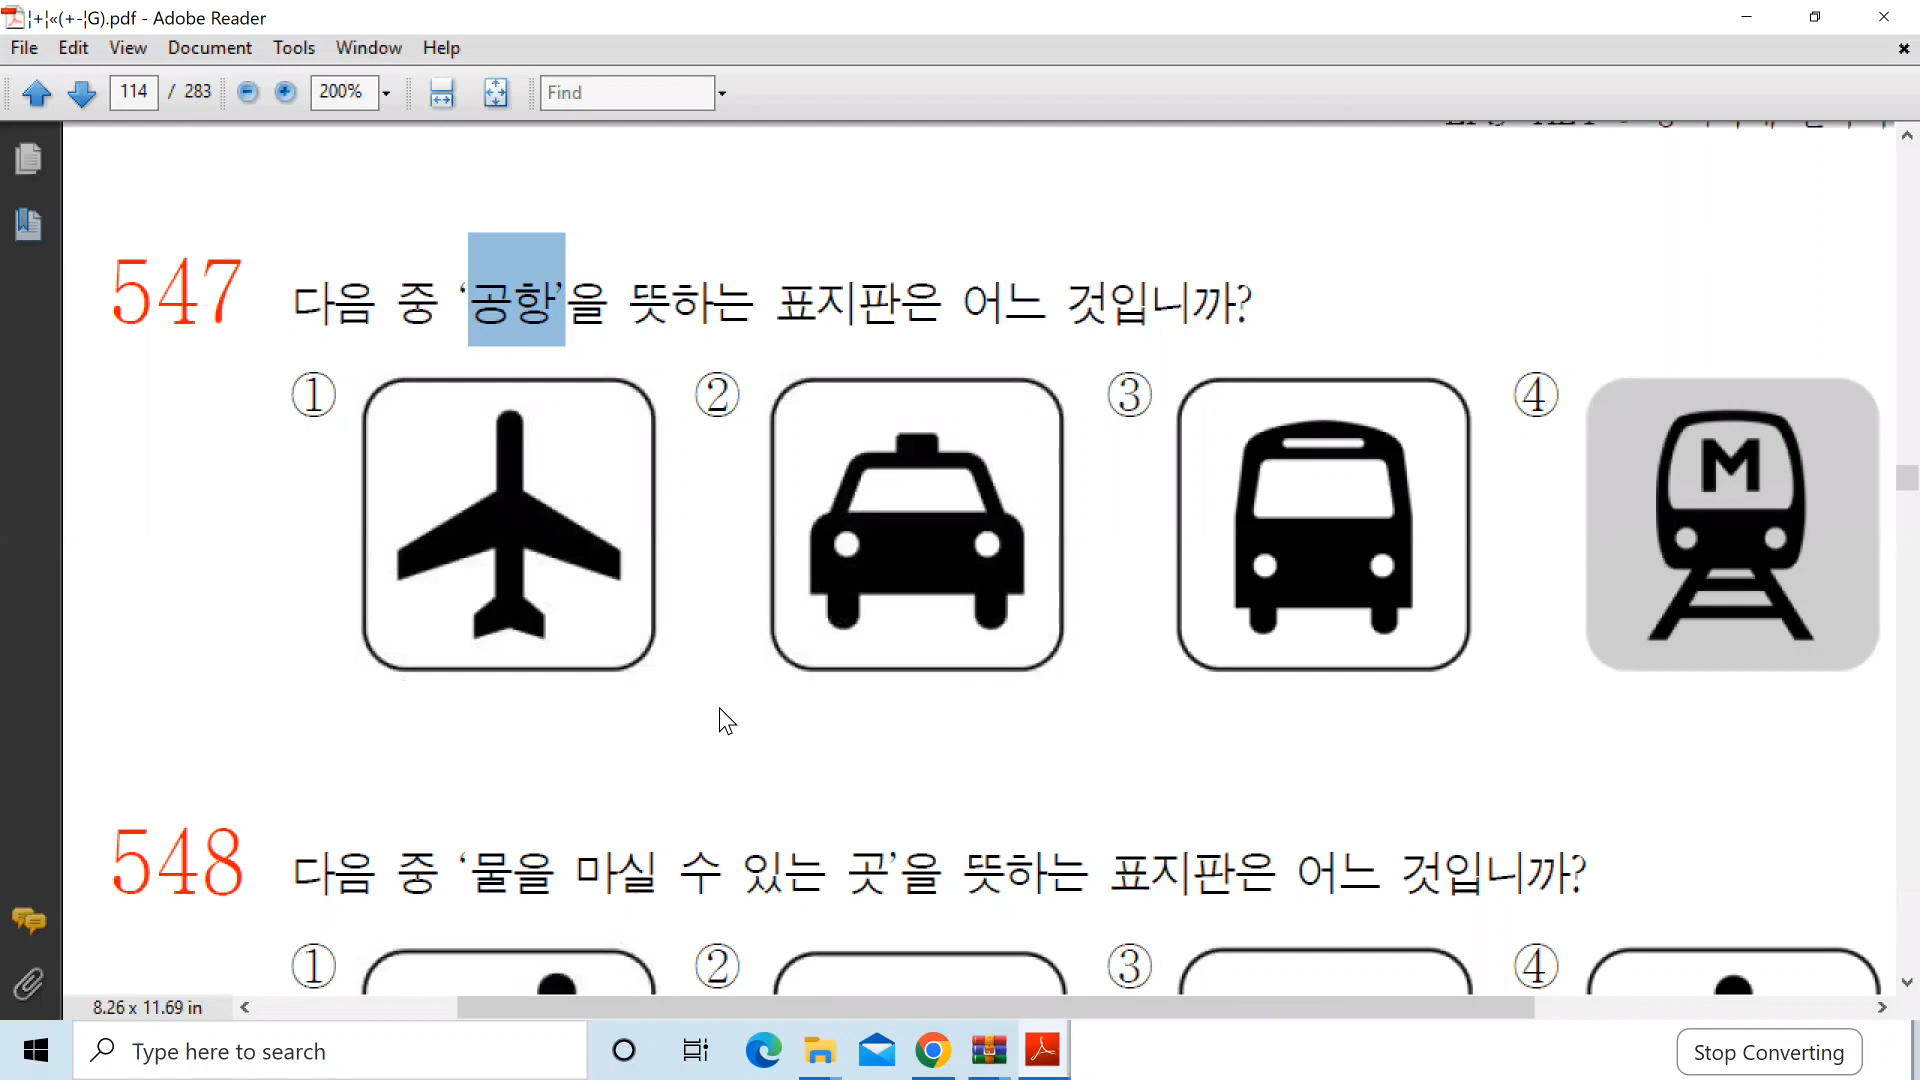 ¦+¦«(+-¦G).pdf - Adobe Reader
File Edit View Document Tools Window Help
114 / 283 200% Find
547 다음 중 ‘공항’을 뜻하는 표지판은 어느 것입니까?
① ② ③ ④
M
548 다음 중 ‘물을 마실 수 있는 곳’을 뜻하는 표지판은 어느 것입니까?
① ② ③ ④
8.26 x 11.69 in
Type here to search
Stop Converting